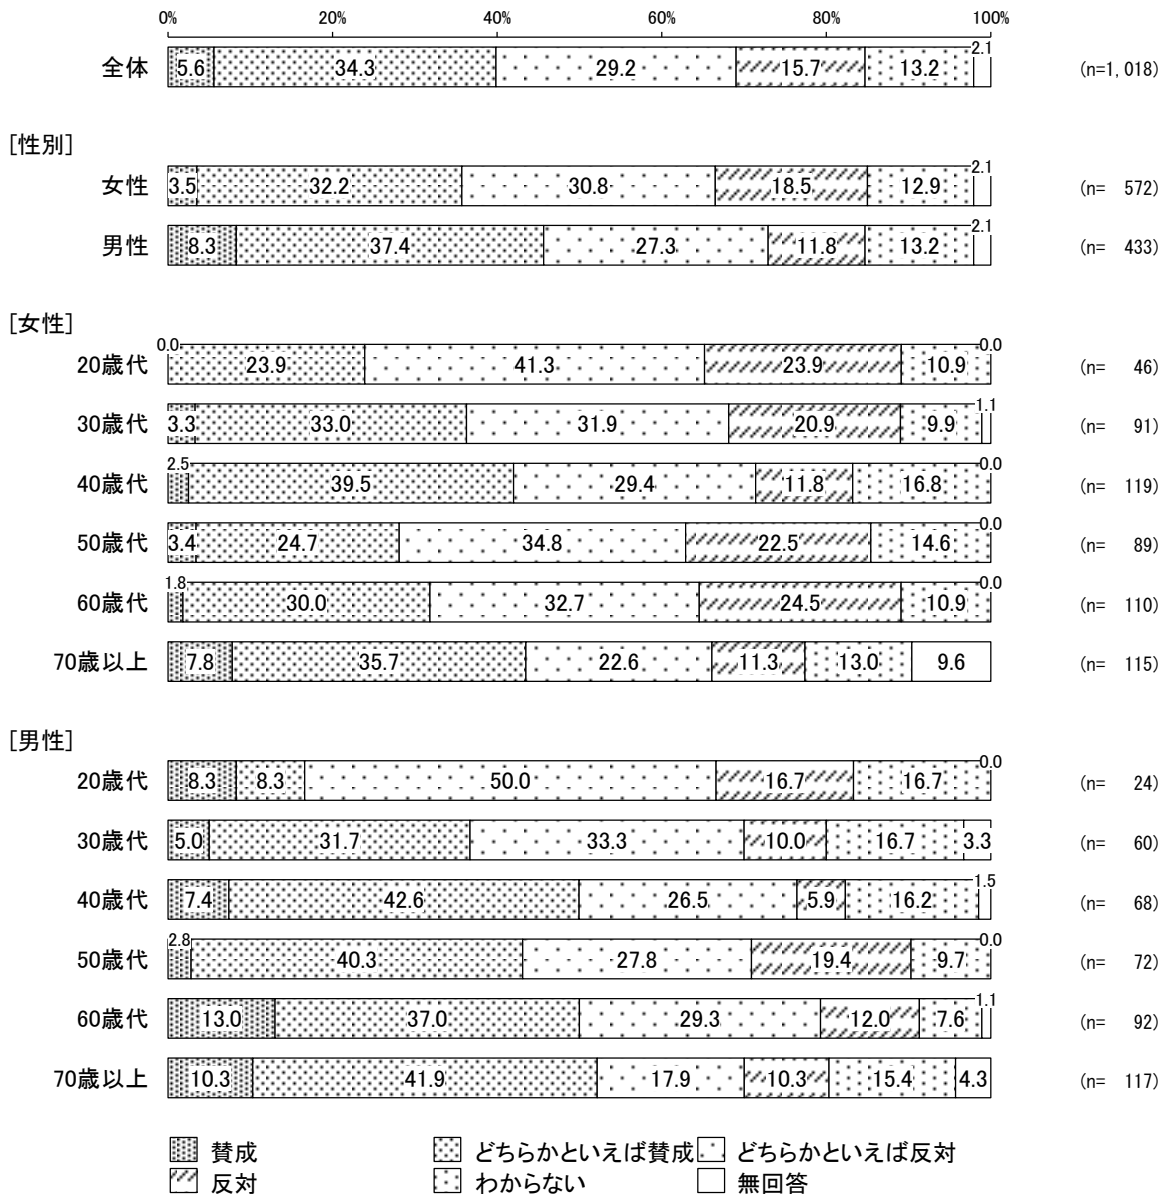 0% 20% 40% 60% 80% 100%
全体 5.6 34.3 29.2 15.7 13.2 2.1 (n=1,018)
[性別]
女性 3.5 32.2 30.8 18.5 12.9 2.1 (n= 572)
男性 8.3 37.4 27.3 11.8 13.2 2.1 (n= 433)
[女性]
20歳代 0.0 23.9 41.3 23.9 10.9 0.0 (n= 46)
30歳代 3.3 33.0 31.9 20.9 9.9 1.1 (n= 91)
40歳代 2.5 39.5 29.4 11.8 16.8 0.0 (n= 119)
50歳代 3.4 24.7 34.8 22.5 14.6 0.0 (n= 89)
60歳代 1.8 30.0 32.7 24.5 10.9 0.0 (n= 110)
70歳以上 7.8 35.7 22.6 11.3 13.0 9.6 (n= 115)
[男性]
20歳代 8.3 8.3 50.0 16.7 16.7 0.0 (n= 24)
30歳代 5.0 31.7 33.3 10.0 16.7 3.3 (n= 60)
40歳代 7.4 42.6 26.5 5.9 16.2 1.5 (n= 68)
50歳代 2.8 40.3 27.8 19.4 9.7 0.0 (n= 72)
60歳代 13.0 37.0 29.3 12.0 7.6 1.1 (n= 92)
70歳以上 10.3 41.9 17.9 10.3 15.4 4.3 (n= 117)
賛成 どちらかといえば賛成 どちらかといえば反対
反対 わからない 無回答